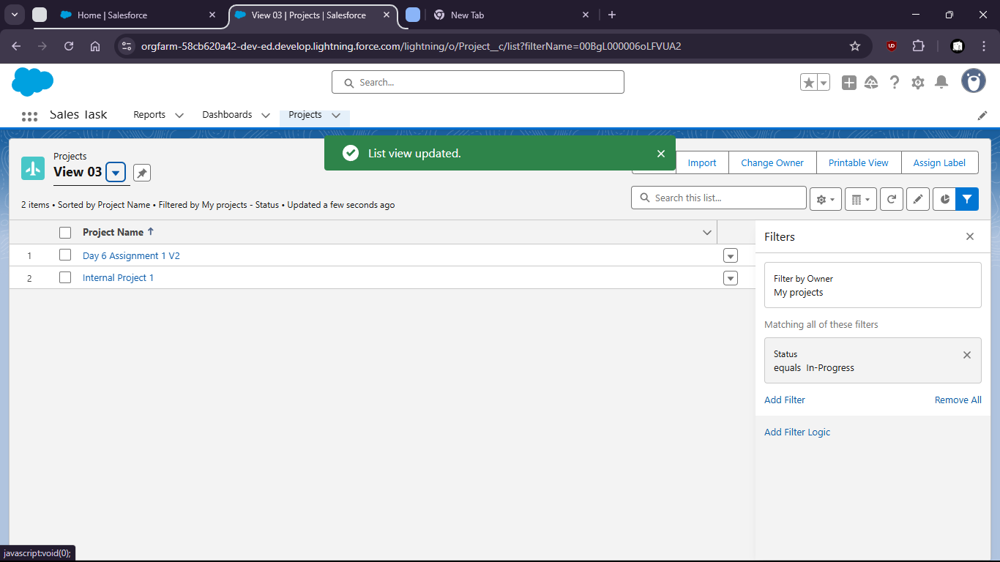 Home | Salesforce
View 03 | Projects | Salesforce
New Tab
orgfarm-58cb620a42-dev-ed.develop.lightning.force.com/lightning/o/Project__c/list?filterName=00BgL000006oLFVUA2
Search...
Sales Task
Reports
Dashboards
Projects
List view updated.
Projects
View 03
Import
Change Owner
Printable View
Assign Label
2 items • Sorted by Project Name • Filtered by My projects - Status • Updated a few seconds ago
Search this list...
Project Name
1 Day 6 Assignment 1 V2
2 Internal Project 1
Filters
Filter by Owner
My projects
Matching all of these filters
Status
equals In-Progress
Add Filter
Remove All
Add Filter Logic
javascript:void(0);